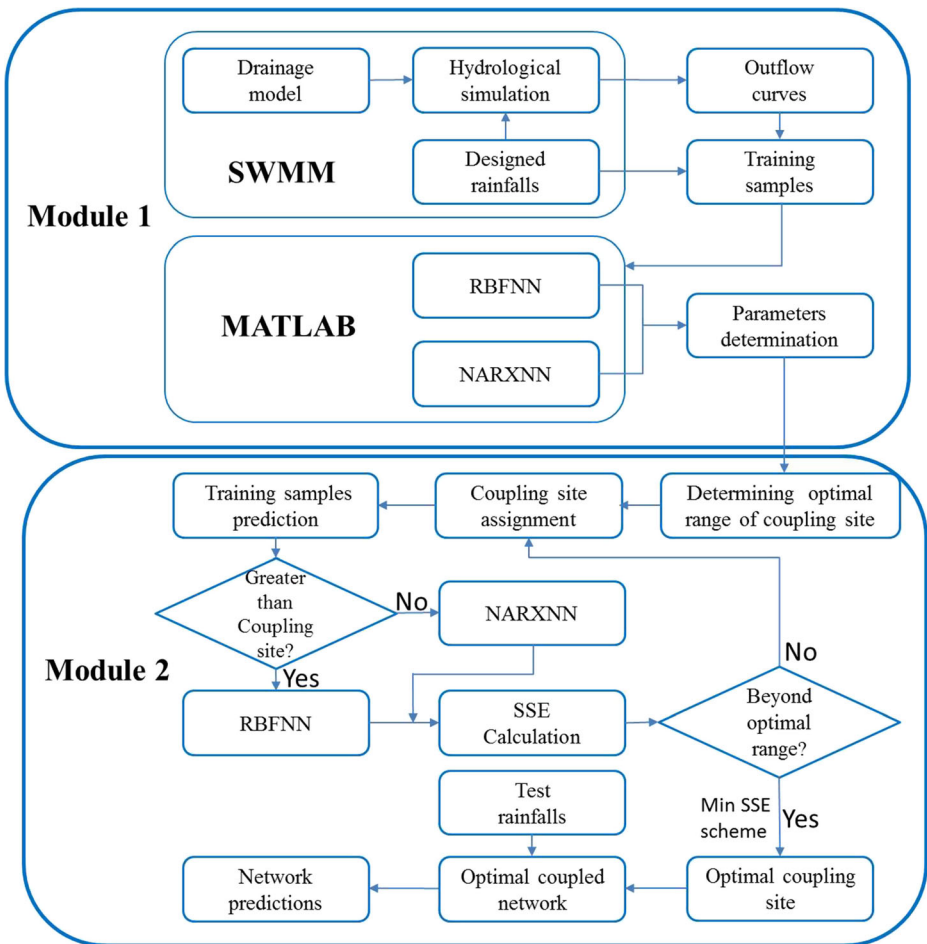 Module 1
Drainage
model
Hydrological
simulation
Outflow
curves
SWMM
Designed
rainfalls
Training
samples
MATLAB
RBFNN
NARXNN
Parameters
determination
Module 2
Training samples
prediction
Coupling site
assignment
Determining optimal
range of coupling site
Greater
than
Coupling
site?
No
NARXNN
Yes
RBFNN
SSE
Calculation
Beyond
optimal
range?
No
Min SSE
scheme
Yes
Test
rainfalls
Network
predictions
Optimal coupled
network
Optimal coupling
site